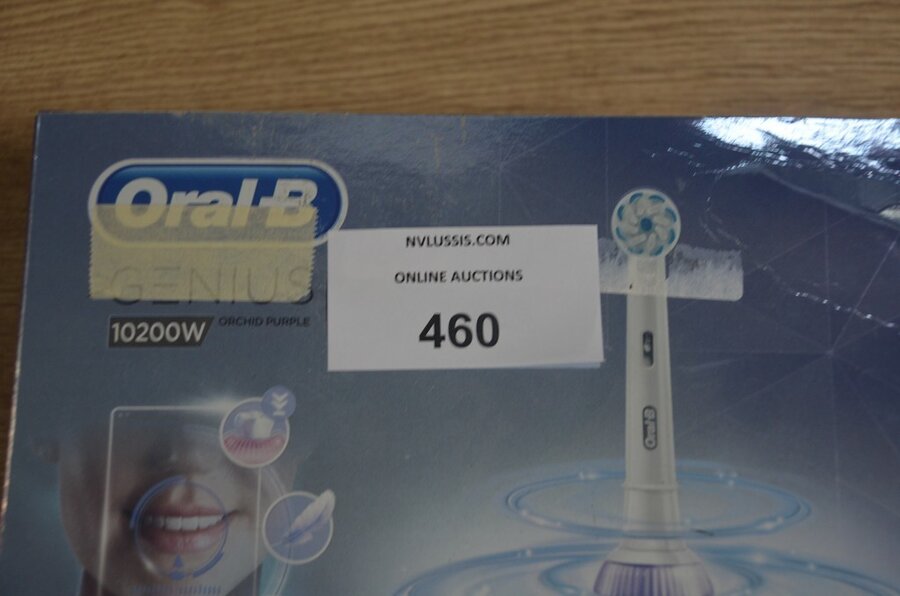 Oral-B
GENIUS
10200W
ORCHID PURPLE
NVLUSSIS.COM
ONLINE AUCTIONS
460
Oral-B